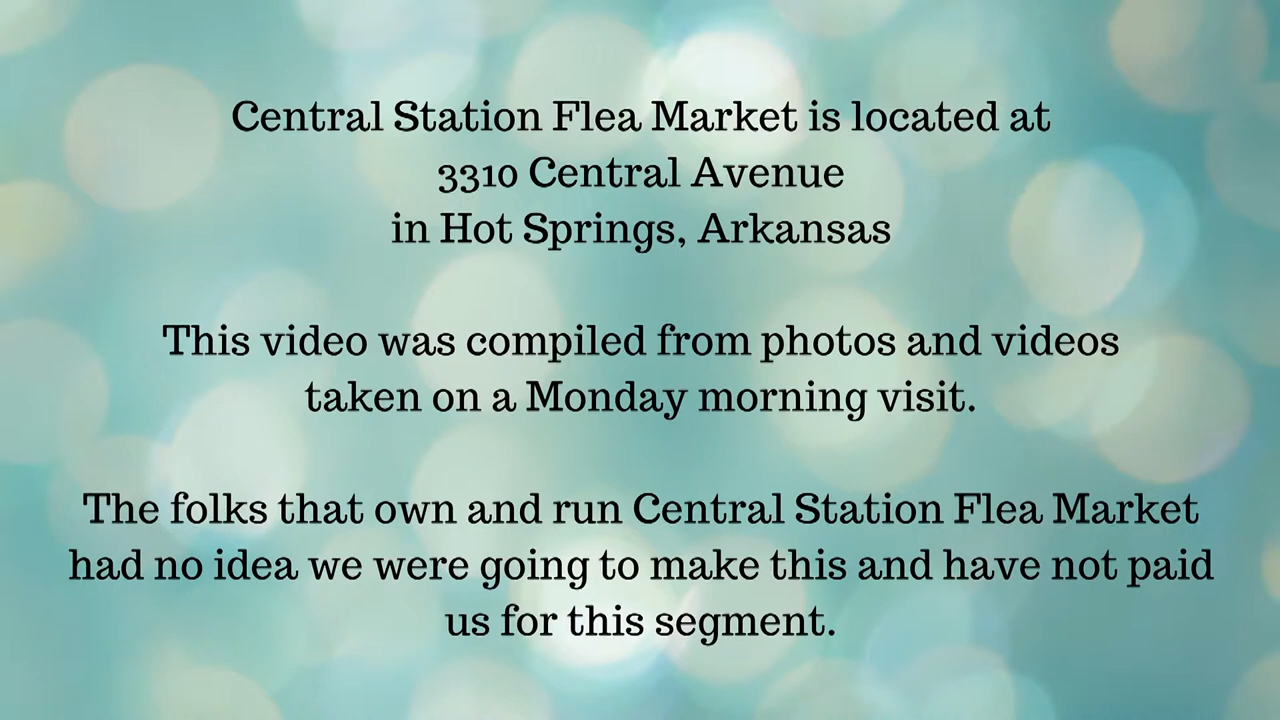 Central Station Flea Market is located at
3310 Central Avenue
in Hot Springs, Arkansas
This video was compiled from photos and videos
taken on a Monday morning visit.
The folks that own and run Central Station Flea Market
had no idea we were going to make this and have not paid
us for this segment.